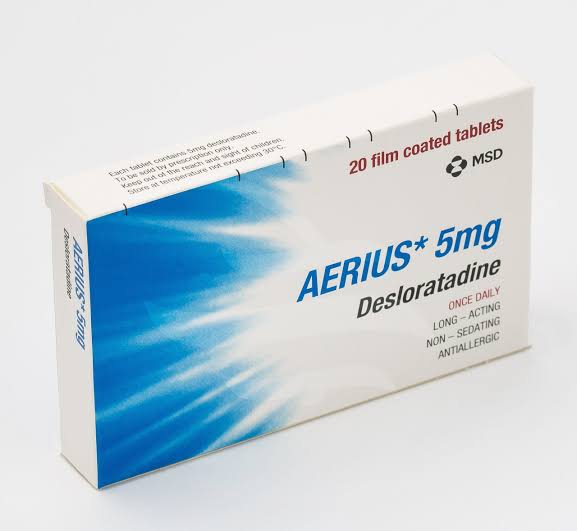 Each tablet contains 5mg desloratadine.
To be sold by prescription only.
Keep out of the reach and sight of children.
Store at temperature not exceeding 30°C.
20 film coated tablets
MSD
AERIUS* 5mg
Desloratadine
ONCE DAILY
LONG – ACTING
NON – SEDATING
ANTIALLERGIC
AERIUS* 5mg
Desloratadine